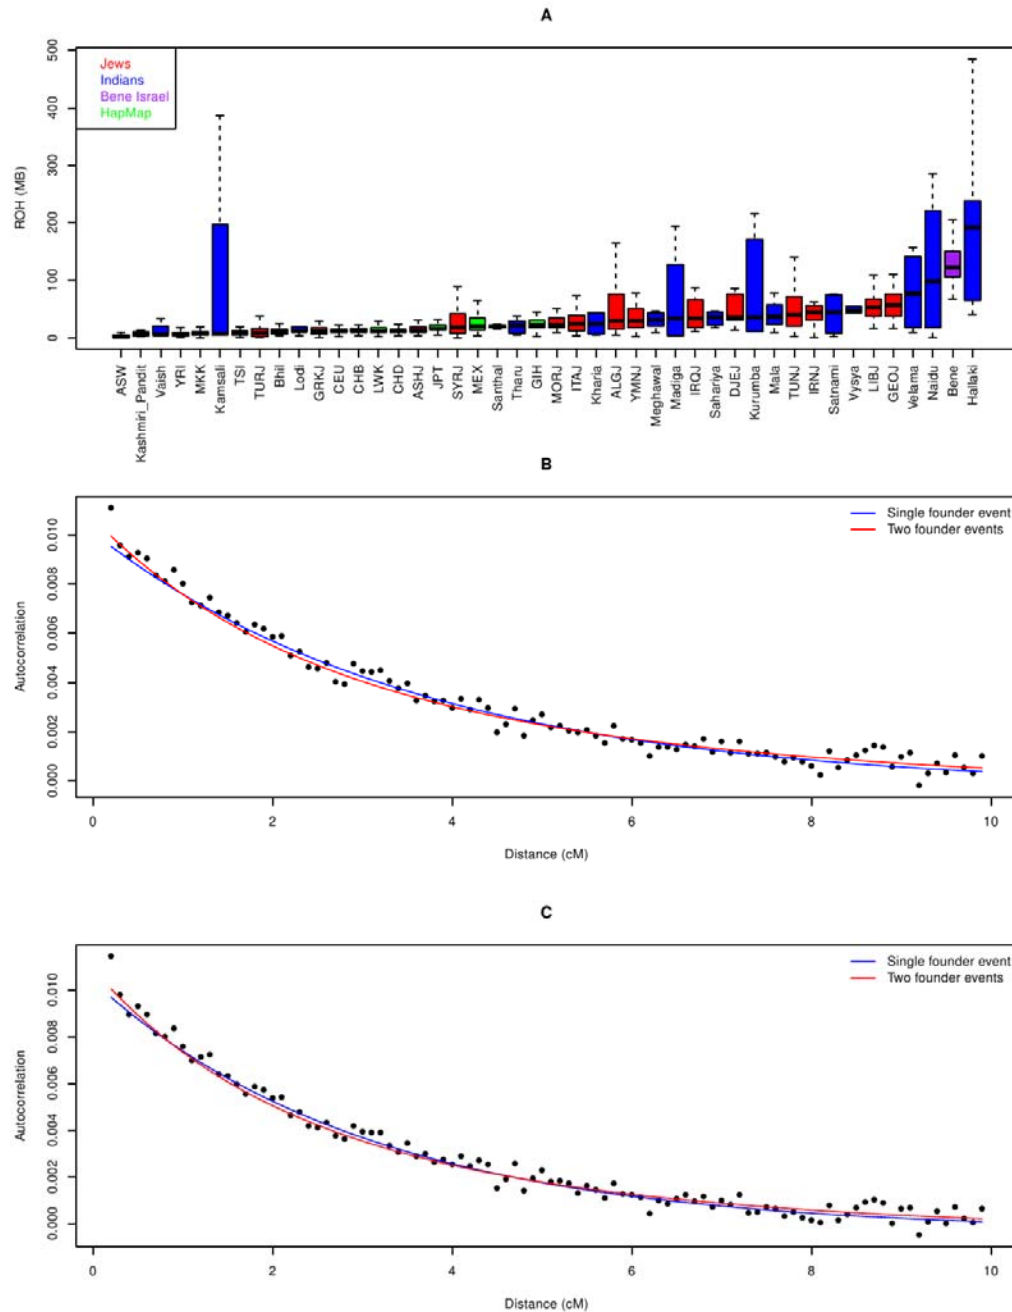 A
500
400
300
200
100
0
ROH (MB)
Jews
Indians
Bene Israel
HapMap
ASW
Kashmiri_Pandit
Vaish
YRI
MKK
Kamsali
TSI
TURJ
Bhil
Lodi
GRKJ
CEU
CHB
LWK
CHD
ASHJ
JPT
SYRJ
MEX
Santhal
Tharu
GIH
MORJ
ITAJ
Kharia
ALGJ
YMNJ
Meghawal
Madiga
IRQJ
Sahariya
DJEJ
Kurumba
Mala
TUNJ
IRNJ
Satnami
Vysya
LIBJ
GEOJ
Velama
Naidu
Bene
Hallaki
B
Single founder event
Two founder events
0.010
0.008
0.006
0.004
0.002
0.000
Autocorrelation
0 2 4 6 8 10
Distance (cM)
C
Single founder event
Two founder events
0.010
0.008
0.006
0.004
0.002
0.000
Autocorrelation
0 2 4 6 8 10
Distance (cM)